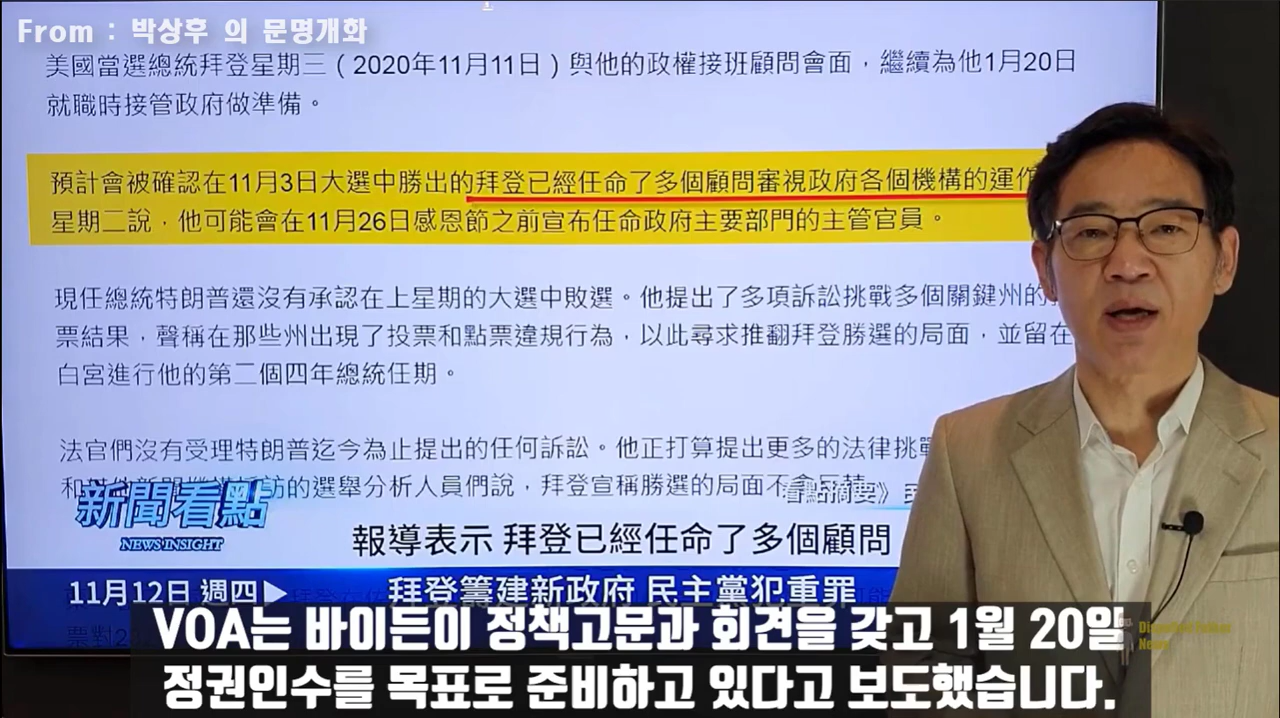 From : 박상후 의 문명개화
美國當選總統拜登星期三（2020年11月11日）與他的政權接班顧問會面，繼續為他1月20日
就職時接管政府做準備。
預計會被確認在11月3日大選中勝出的拜登已經任命了多個顧問審視政府各個機構的運作
星期二說，他可能會在11月26日感恩節之前宣布任命政府主要部門的主管官員。
現任總統特朗普還沒有承認在上星期的大選中敗選。他提出了多項訴訟挑戰多個關鍵州的
票結果，聲稱在那些州出現了投票和點票違規行為，以此尋求推翻拜登勝選的局面，並留在
白宮進行他的第二個四年總統任期。
法官們沒有受理特朗普迄今為止提出的任何訴訟。他正打算提出更多的法律挑戰
的選舉分析人員們說，拜登宣稱勝選的局面不會
新聞看點
NEWS INSIGHT
看點摘要》
報導表示 拜登已經任命了多個顧問
11月12日 週四▶ 拜登籌建新政府 民主黨犯重罪
VOA는 바이든이 정책고문과 회견을 갖고 1월 20일
정권인수를 목표로 준비하고 있다고 보도했습니다.